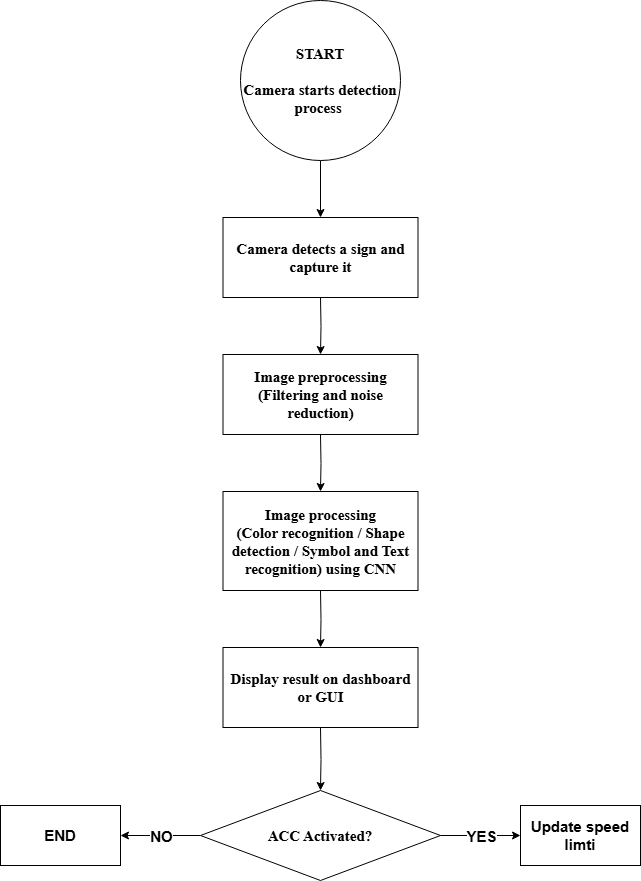 START
Camera starts detection
process
Camera detects a sign and
capture it
Image preprocessing
(Filtering and noise
reduction)
Image processing
(Color recognition / Shape
detection / Symbol and Text
recognition) using CNN
Display result on dashboard
or GUI
END
NO
ACC Activated?
YES
Update speed
limti